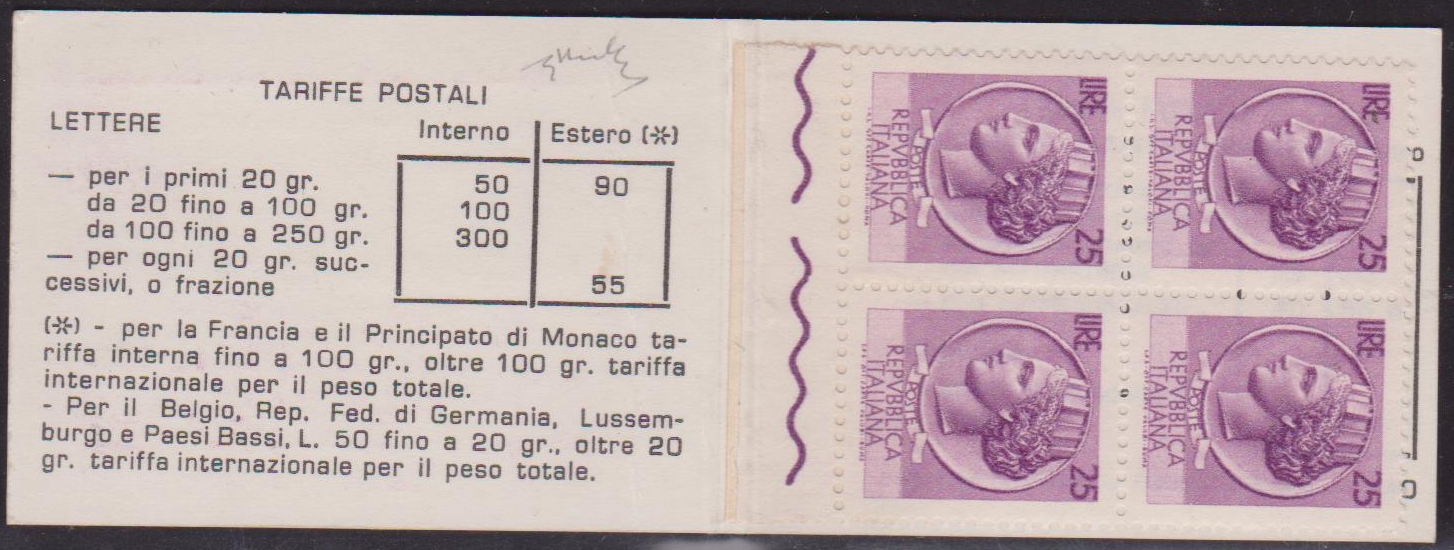 TARIFFE POSTALI
LETTERE Interno Estero (*)
— per i primi 20 gr. 50 90
da 20 fino a 100 gr. 100
da 100 fino a 250 gr. 300
— per ogni 20 gr. suc-
cessivi, o frazione 55
(*) - per la Francia e il Principato di Monaco ta-
riffa interna fino a 100 gr., oltre 100 gr. tariffa
internazionale per il peso totale.
- Per il Belgio, Rep. Fed. di Germania, Lussem-
burgo e Paesi Bassi, L. 50 fino a 20 gr., oltre 20
gr. tariffa internazionale per il peso totale.
LIRE 25
POSTE
REPVBBLICA
ITALIANA
LIRE 25
POSTE
REPVBBLICA
ITALIANA
LIRE 25
POSTE
REPVBBLICA
ITALIANA
LIRE 25
POSTE
REPVBBLICA
ITALIANA